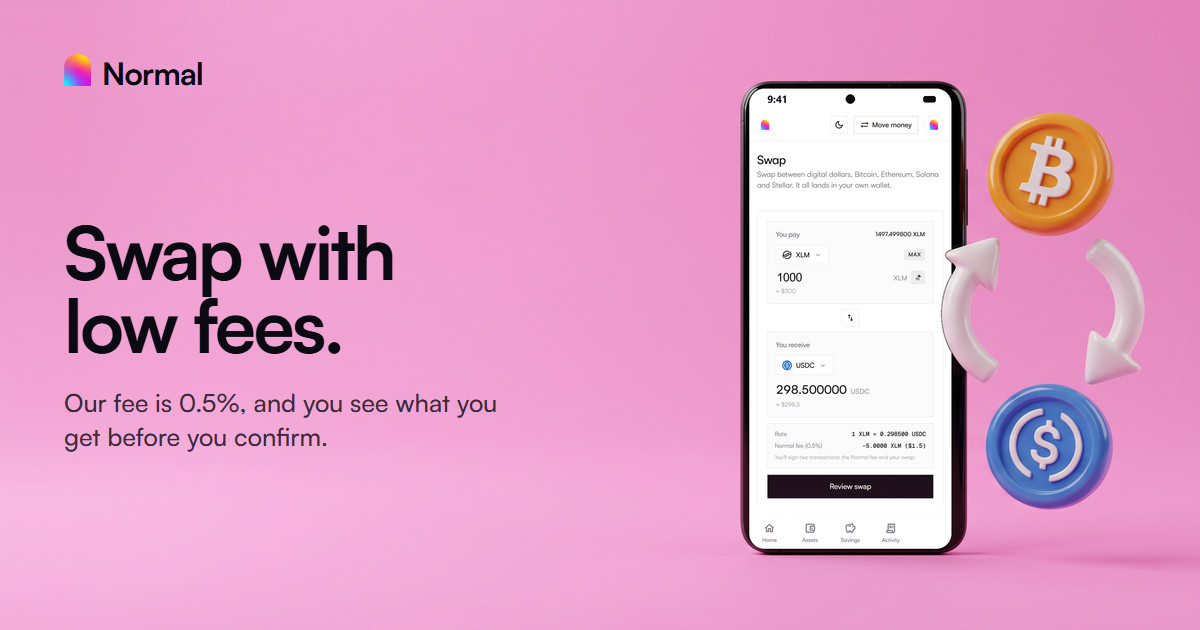 Normal
Swap with
low fees.
Our fee is 0.5%, and you see what you
get before you confirm.
9:41
Move money
Swap
Swap between digital dollars, Bitcoin, Ethereum, Solana
and Stellar. It all lands in your own wallet.
You pay
1497.499800 XLM
XLM
MAX
1000
XLM
≈ $300
You receive
USDC
298.500000 USDC
≈ $298.5
Rate
1 XLM = 0.298500 USDC
Normal fee (0.5%)
-5.0000 XLM ($1.5)
You'll sign two transactions: the Normal fee and your swap.
Review swap
Home
Assets
Savings
Activity